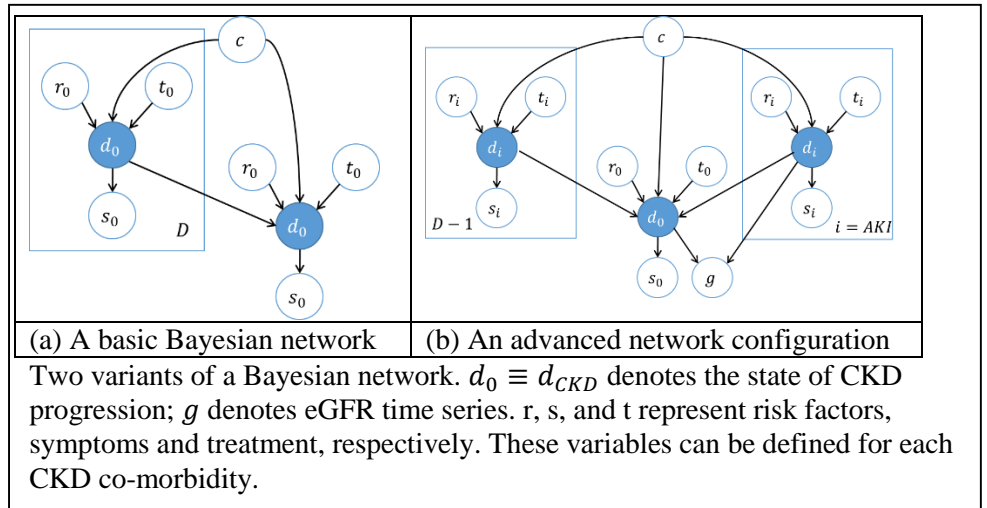 c
r₀ t₀
d₀
s₀ D
r₀ t₀
d₀
s₀
c
rᵢ tᵢ
dᵢ
sᵢ
D − 1
r₀ t₀
d₀
s₀ g
rᵢ tᵢ
dᵢ
sᵢ
i = AKI
(a) A basic Bayesian network
(b) An advanced network configuration
Two variants of a Bayesian network. d₀ ≡ d_CKD denotes the state of CKD
progression; g denotes eGFR time series. r, s, and t represent risk factors,
symptoms and treatment, respectively. These variables can be defined for each
CKD co-morbidity.